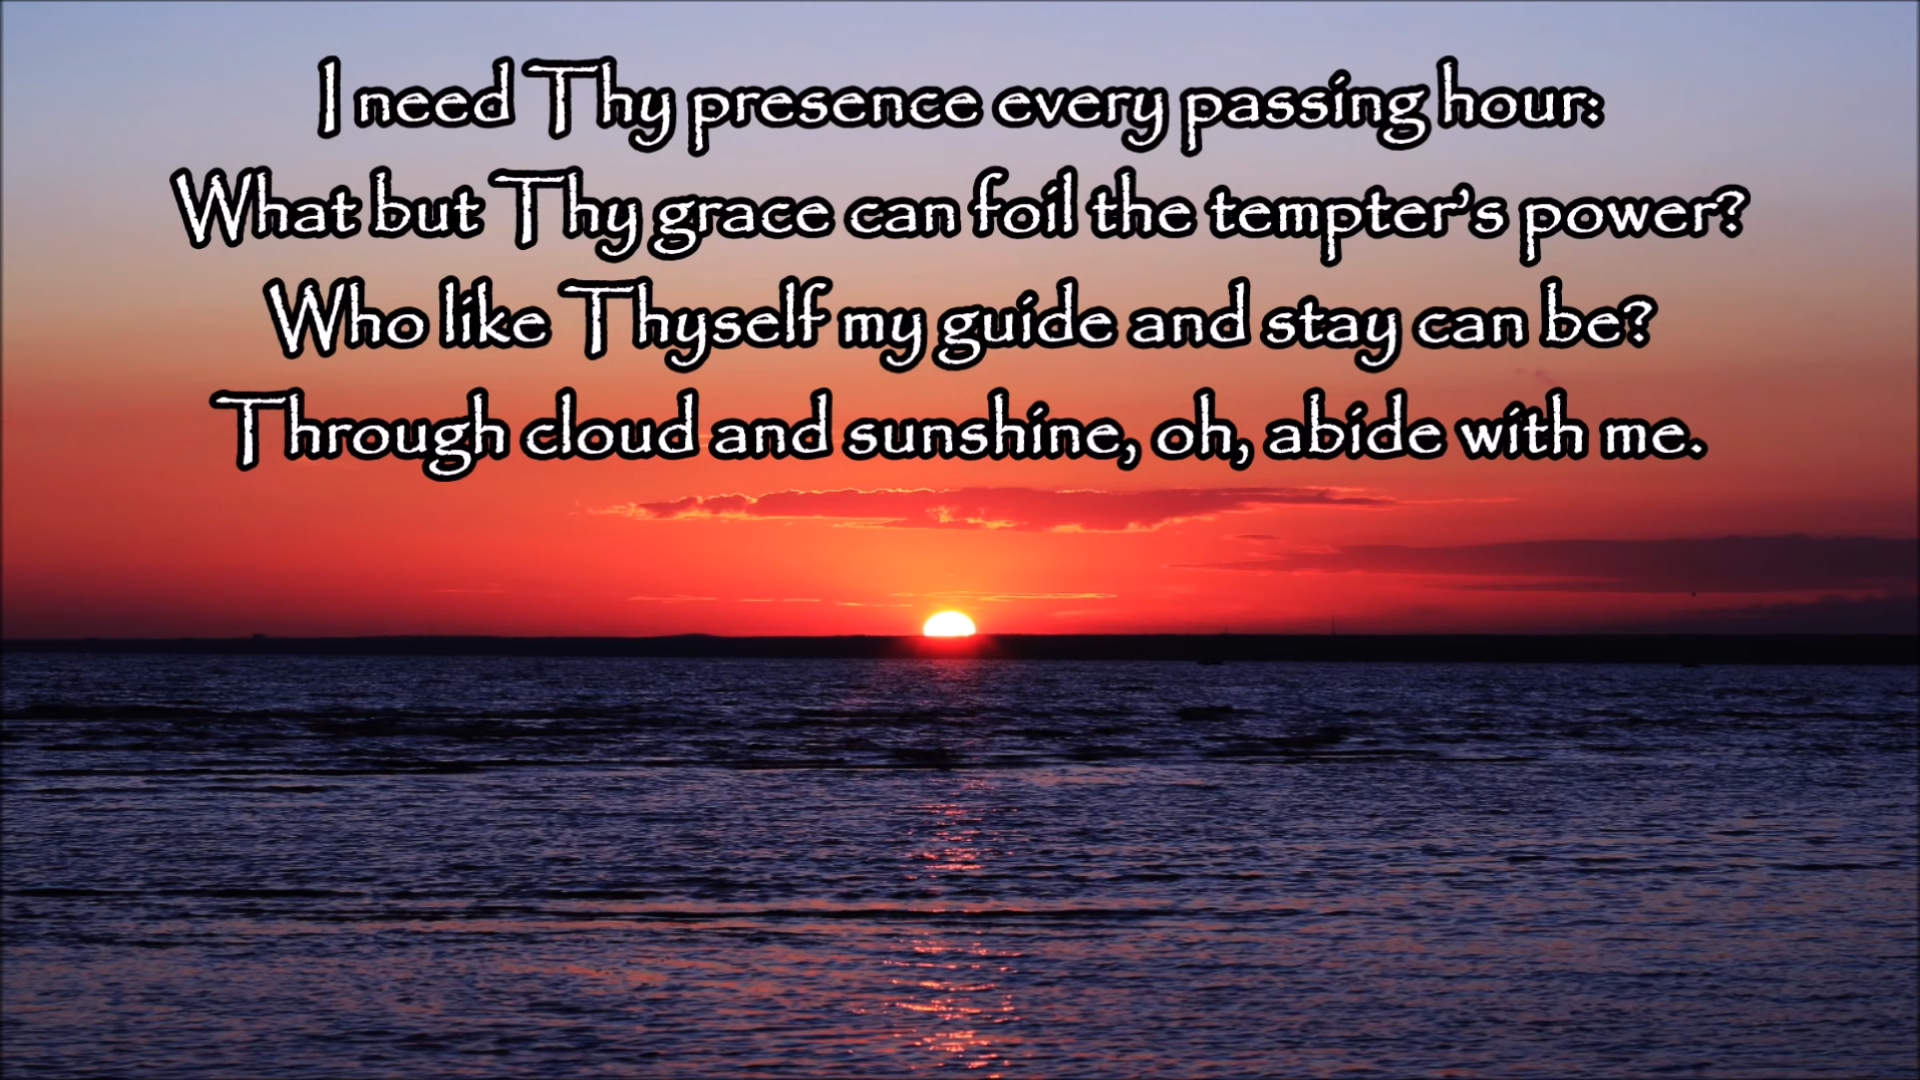 I need Thy presence every passing hour:
What but Thy grace can foil the tempter's power?
Who like Thyself my guide and stay can be?
Through cloud and sunshine, oh, abide with me.